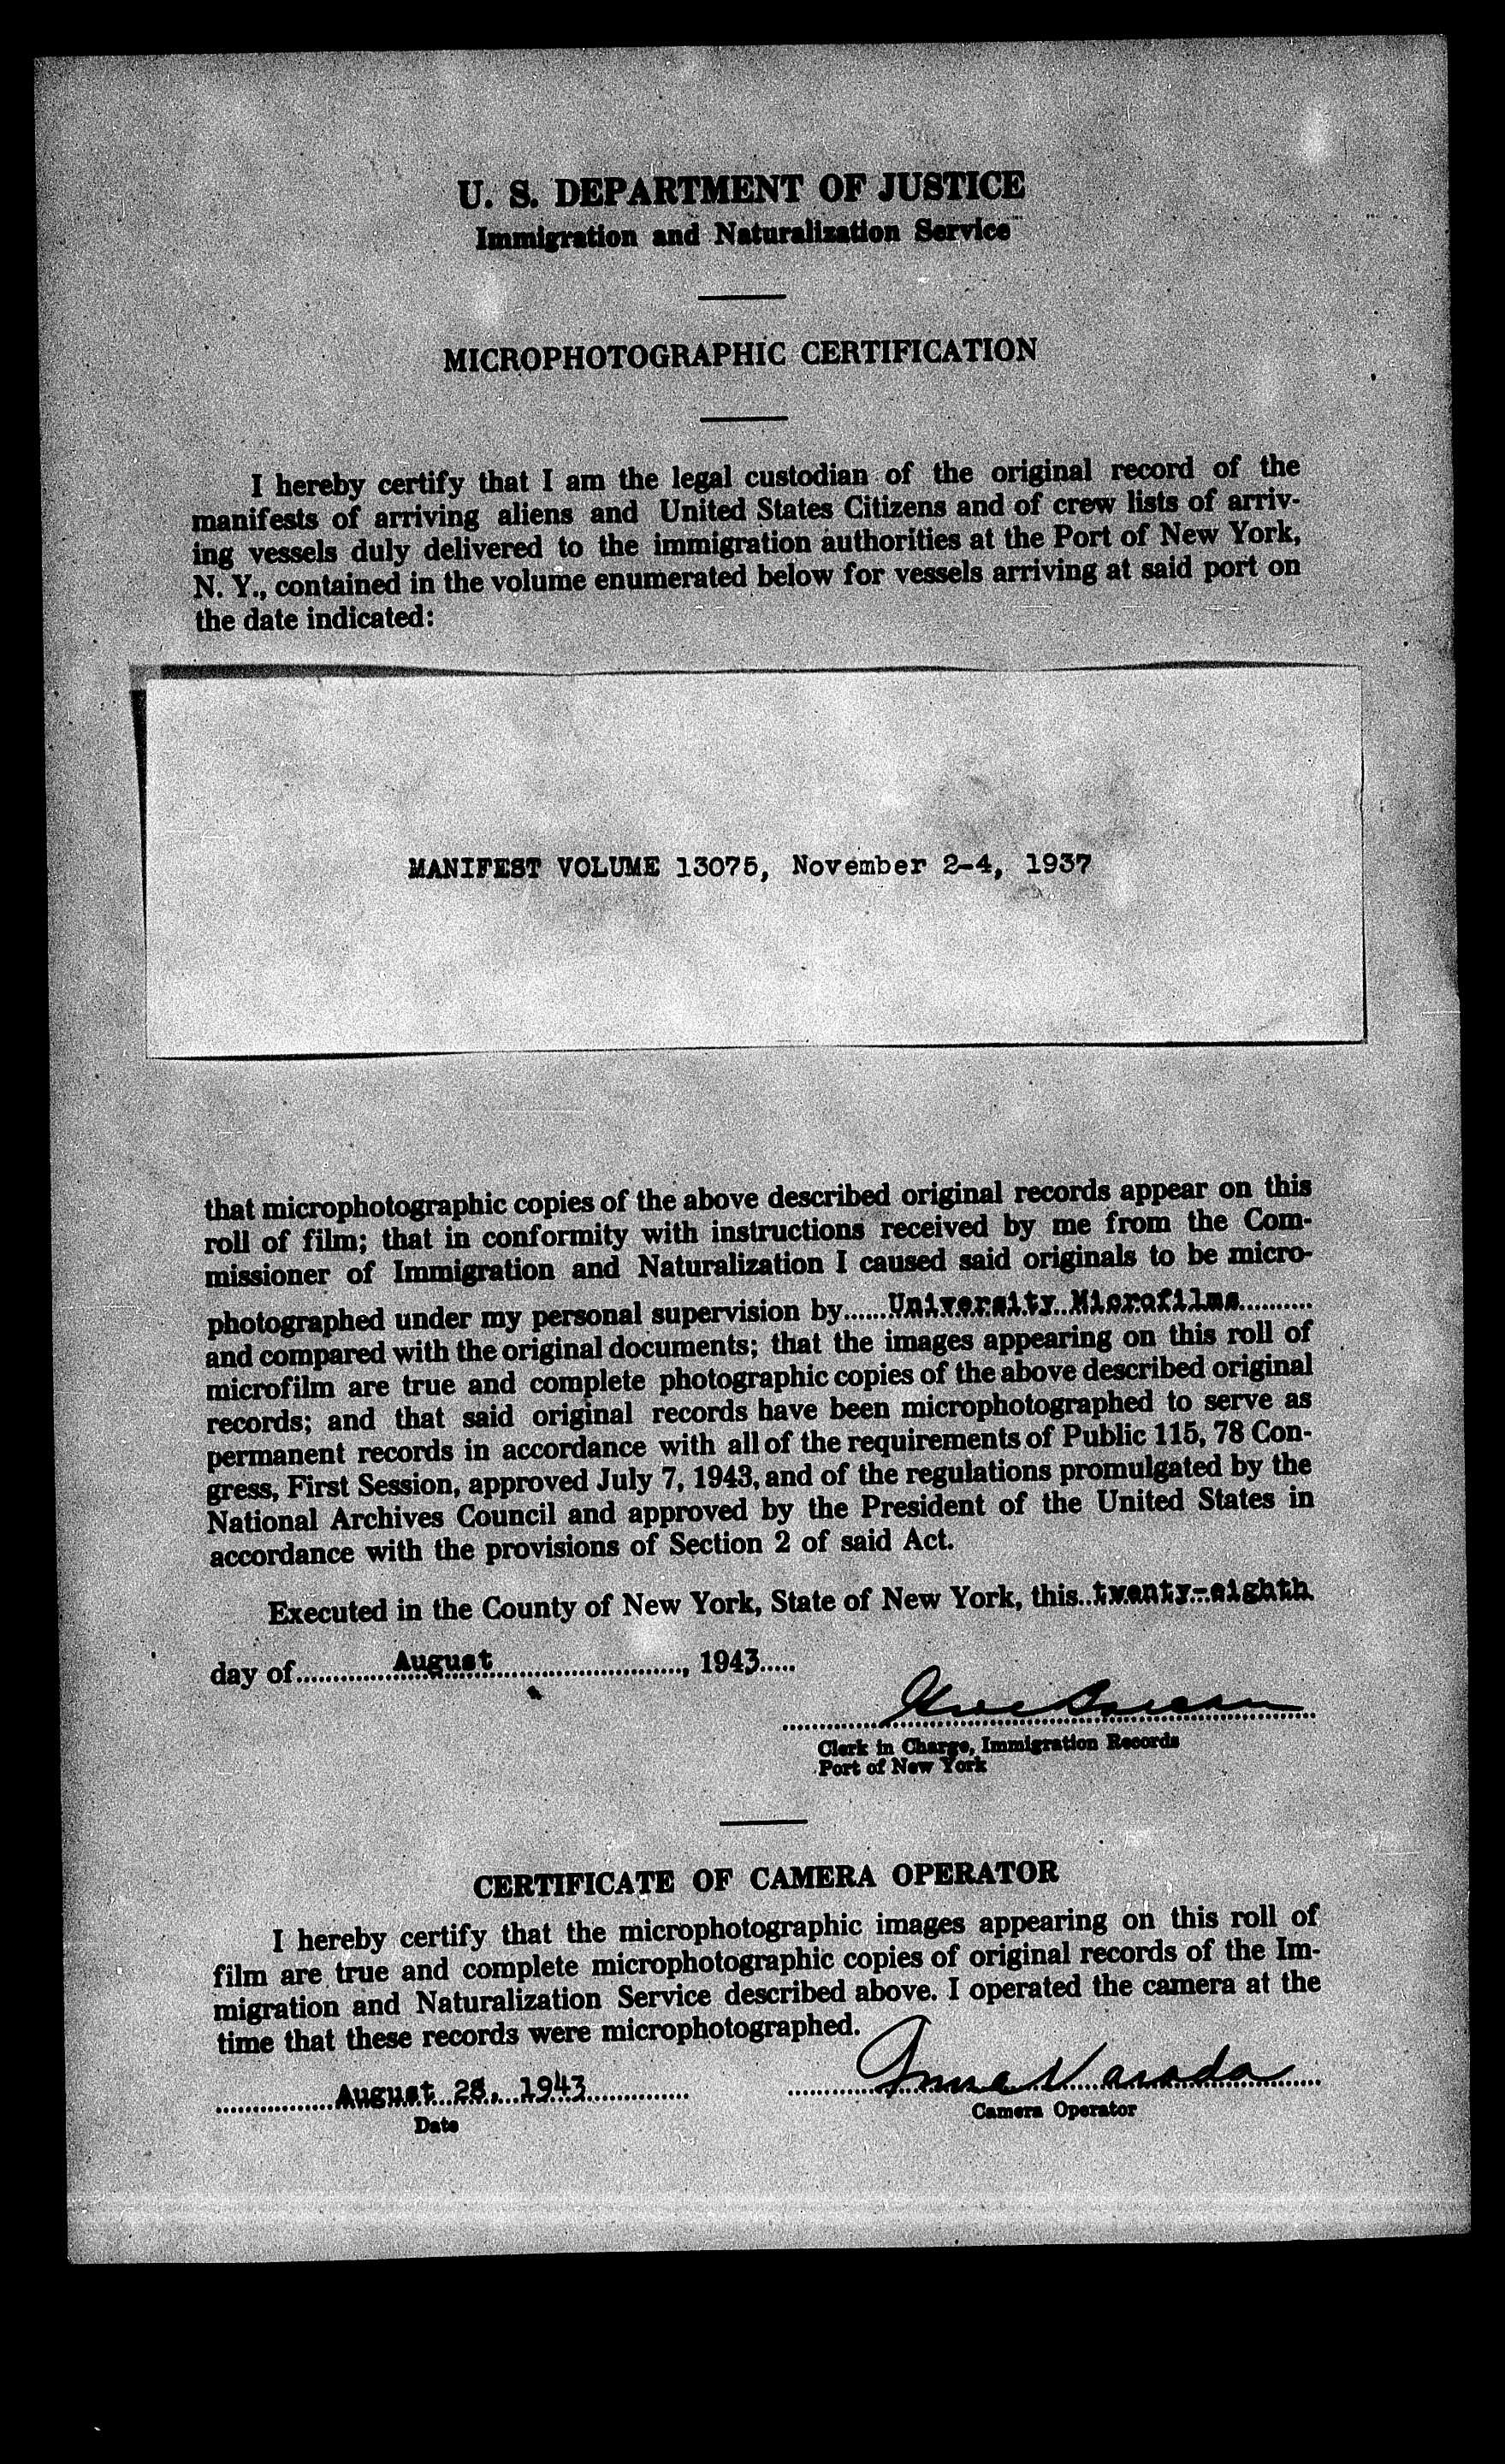 U. S. DEPARTMENT OF JUSTICE
Immigration and Naturalization Service
MICROPHOTOGRAPHIC CERTIFICATION
I hereby certify that I am the legal custodian of the original record of the
manifests of arriving aliens and United States Citizens and of crew lists of arriv-
ing vessels duly delivered to the immigration authorities at the Port of New York,
N. Y., contained in the volume enumerated below for vessels arriving at said port on
the date indicated:
MANIFEST VOLUME 13075, November 2-4, 1937
that microphotographic copies of the above described original records appear on this
roll of film; that in conformity with instructions received by me from the Com-
missioner of Immigration and Naturalization I caused said originals to be micro-
photographed under my personal supervision by......University Microfilms..........
and compared with the original documents; that the images appearing on this roll of
microfilm are true and complete photographic copies of the above described original
records; and that said original records have been microphotographed to serve as
permanent records in accordance with all of the requirements of Public 115, 78 Con-
gress, First Session, approved July 7, 1943, and of the regulations promulgated by the
National Archives Council and approved by the President of the United States in
accordance with the provisions of Section 2 of said Act.
Executed in the County of New York, State of New York, this..twenty-eighth
day of..............August............................, 1943.....
Clerk in Charge, Immigration Records
Port of New York
CERTIFICATE OF CAMERA OPERATOR
I hereby certify that the microphotographic images appearing on this roll of
film are true and complete microphotographic copies of original records of the Im-
migration and Naturalization Service described above. I operated the camera at the
time that these records were microphotographed.
August 28, 1943
Anna Varada
Date
Camera Operator